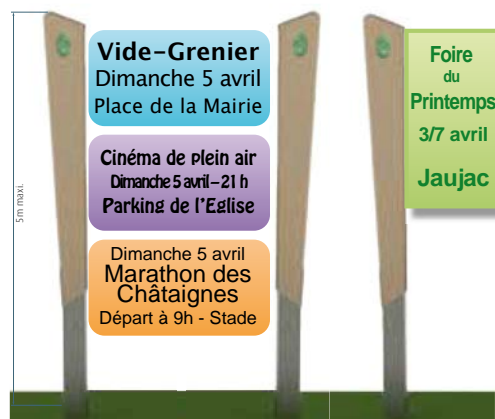 5m maxi.
Vide-Grenier
Dimanche 5 avril
Place de la Mairie
Cinéma de plein air
Dimanche 5 avril – 21 h
Parking de l'Eglise
Dimanche 5 avril
Marathon des
Châtaignes
Départ à 9h - Stade
Foire
du
Printemps
3/7 avril
Jaujac